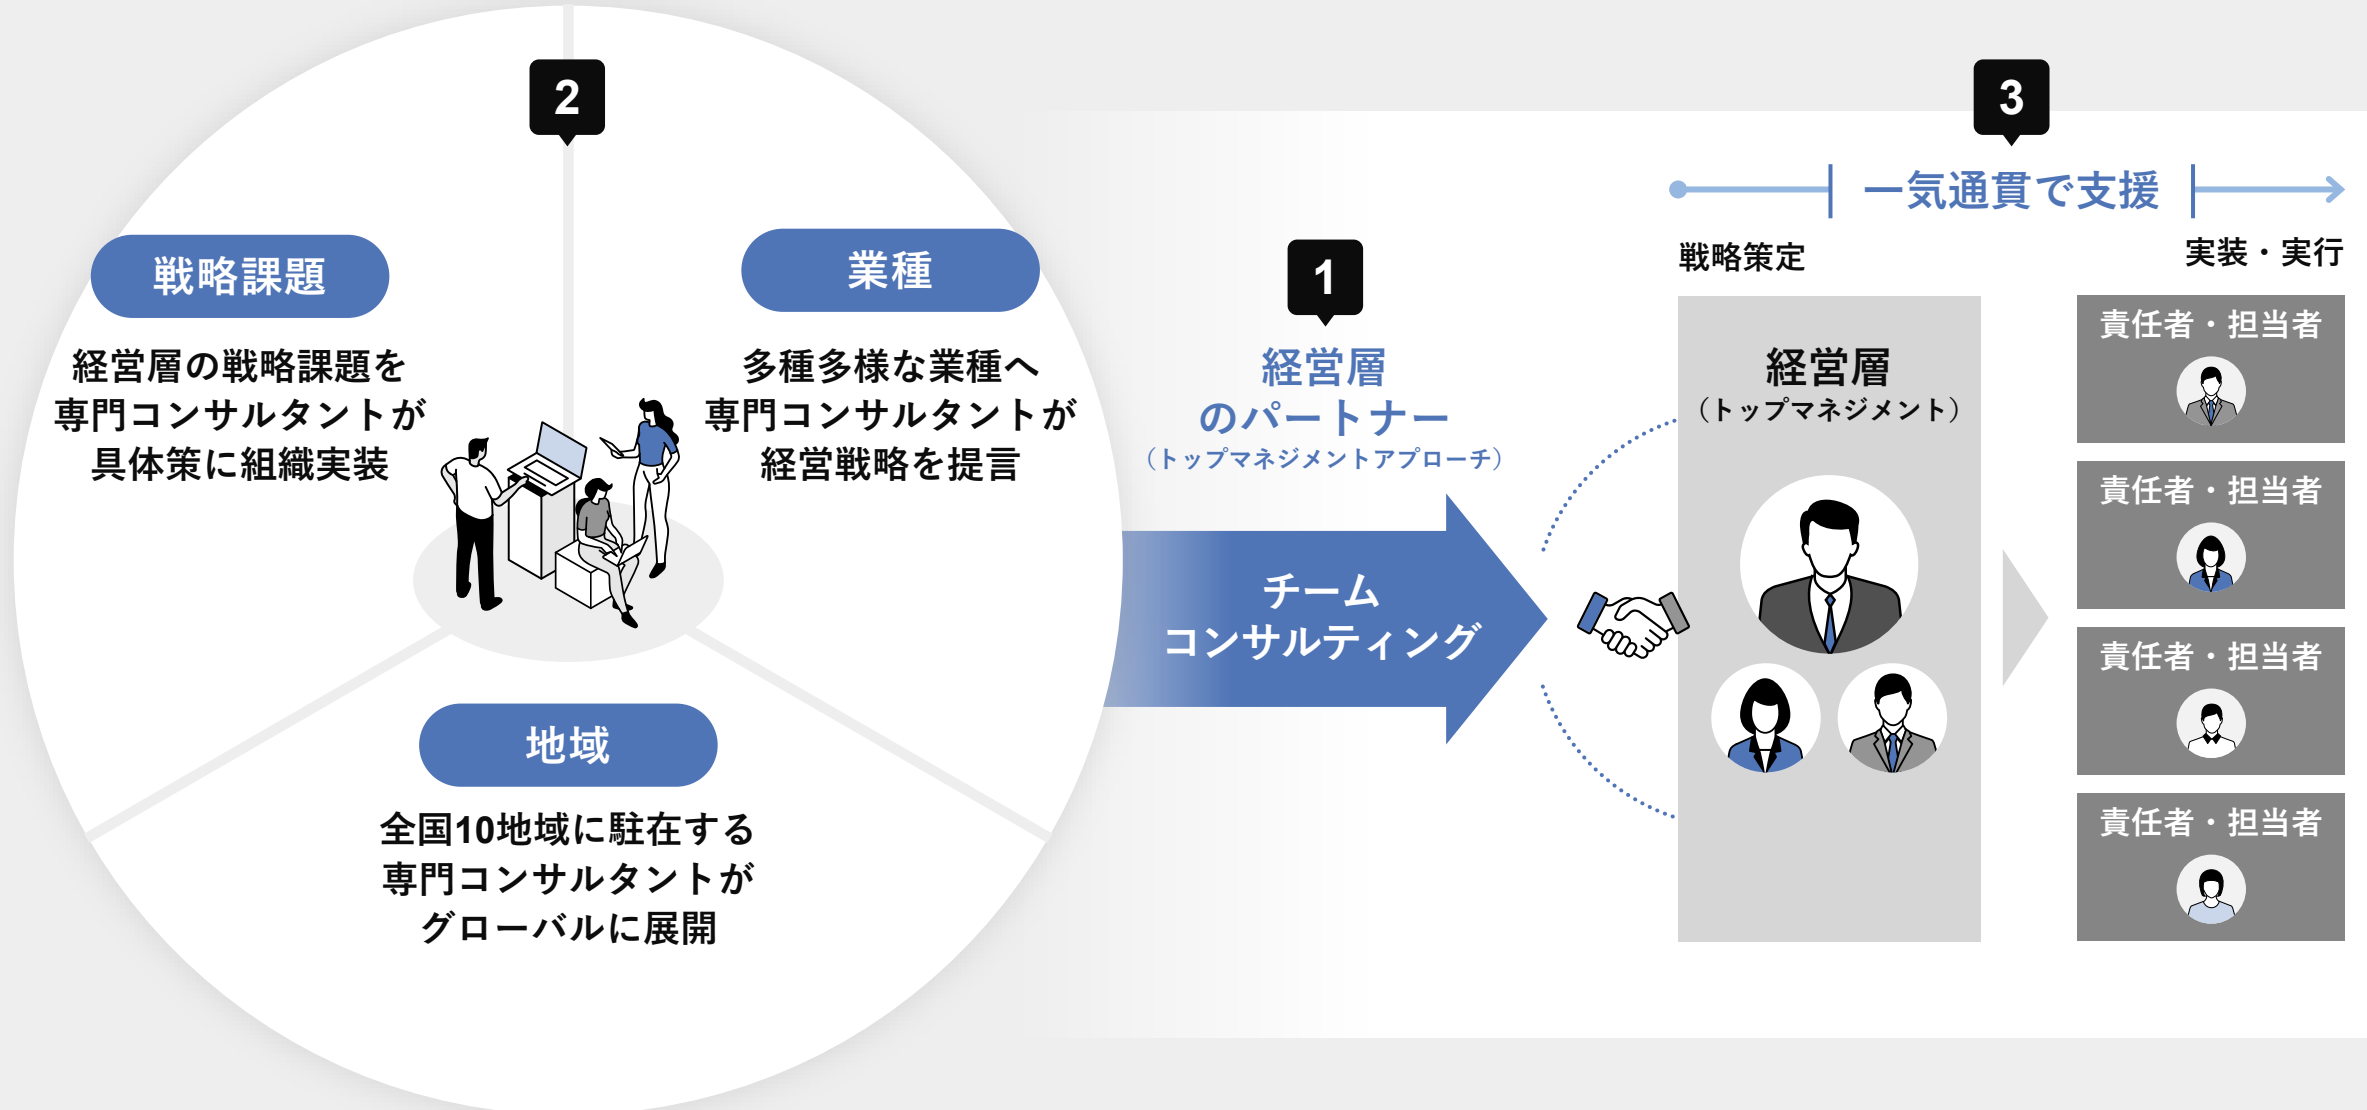 2
戦略課題
経営層の戦略課題を
専門コンサルタントが
具体策に組織実装
業種
多種多様な業種へ
専門コンサルタントが
経営戦略を提言
地域
全国10地域に駐在する
専門コンサルタントが
グローバルに展開
1
経営層
のパートナー
（トップマネジメントアプローチ）
チーム
コンサルティング
3
一気通貫で支援
戦略策定
実装・実行
経営層
（トップマネジメント）
責任者・担当者
責任者・担当者
責任者・担当者
責任者・担当者